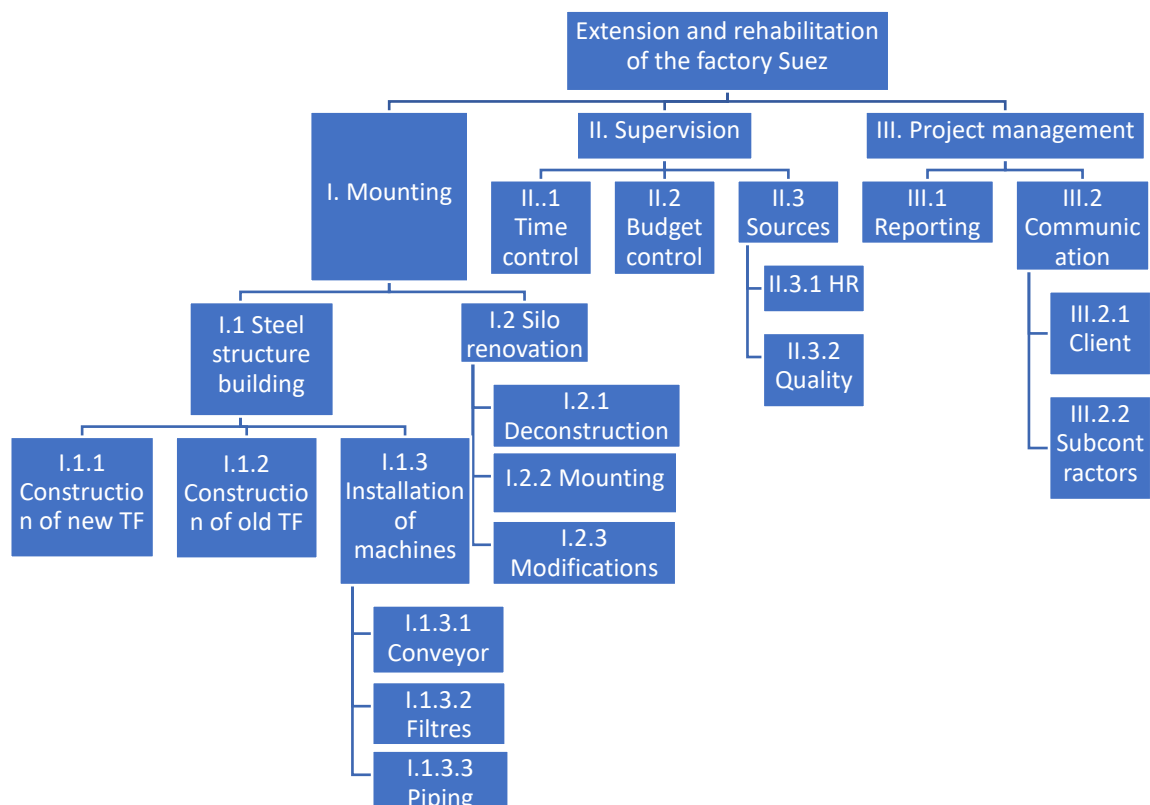 Extension and rehabilitation
of the factory Suez
I. Mounting
II. Supervision
III. Project management
II..1
Time
control
II.2
Budget
control
II.3
Sources
III.1
Reporting
III.2
Communic
ation
II.3.1 HR
II.3.2
Quality
III.2.1
Client
III.2.2
Subcont
ractors
I.1 Steel
structure
building
I.2 Silo
renovation
I.1.1
Constructio
n of new TF
I.1.2
Constructio
n of old TF
I.1.3
Installation
of
machines
I.2.1
Deconstruction
I.2.2 Mounting
I.2.3
Modifications
I.1.3.1
Conveyor
I.1.3.2
Filtres
I.1.3.3
Piping